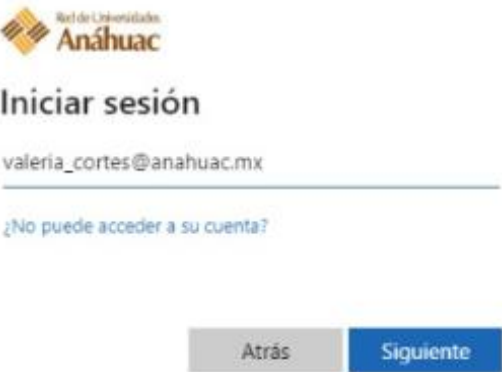 Red de Universidades
Anáhuac
Iniciar sesión
valeria_cortes@anahuac.mx
¿No puede acceder a su cuenta?
Atrás
Siguiente